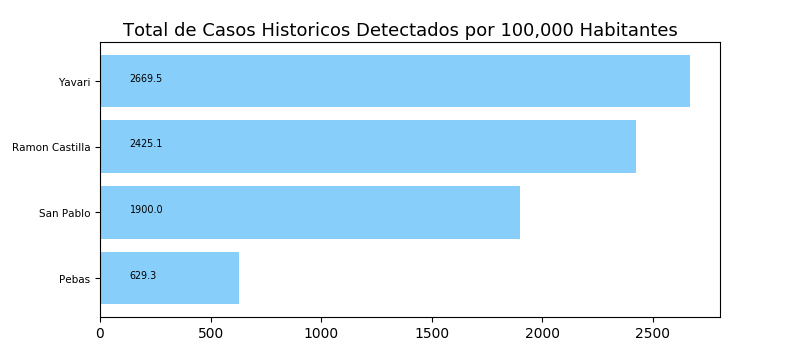 Total de Casos Historicos Detectados por 100,000 Habitantes
Yavari 2669.5
Ramon Castilla 2425.1
San Pablo 1900.0
Pebas 629.3
0 500 1000 1500 2000 2500